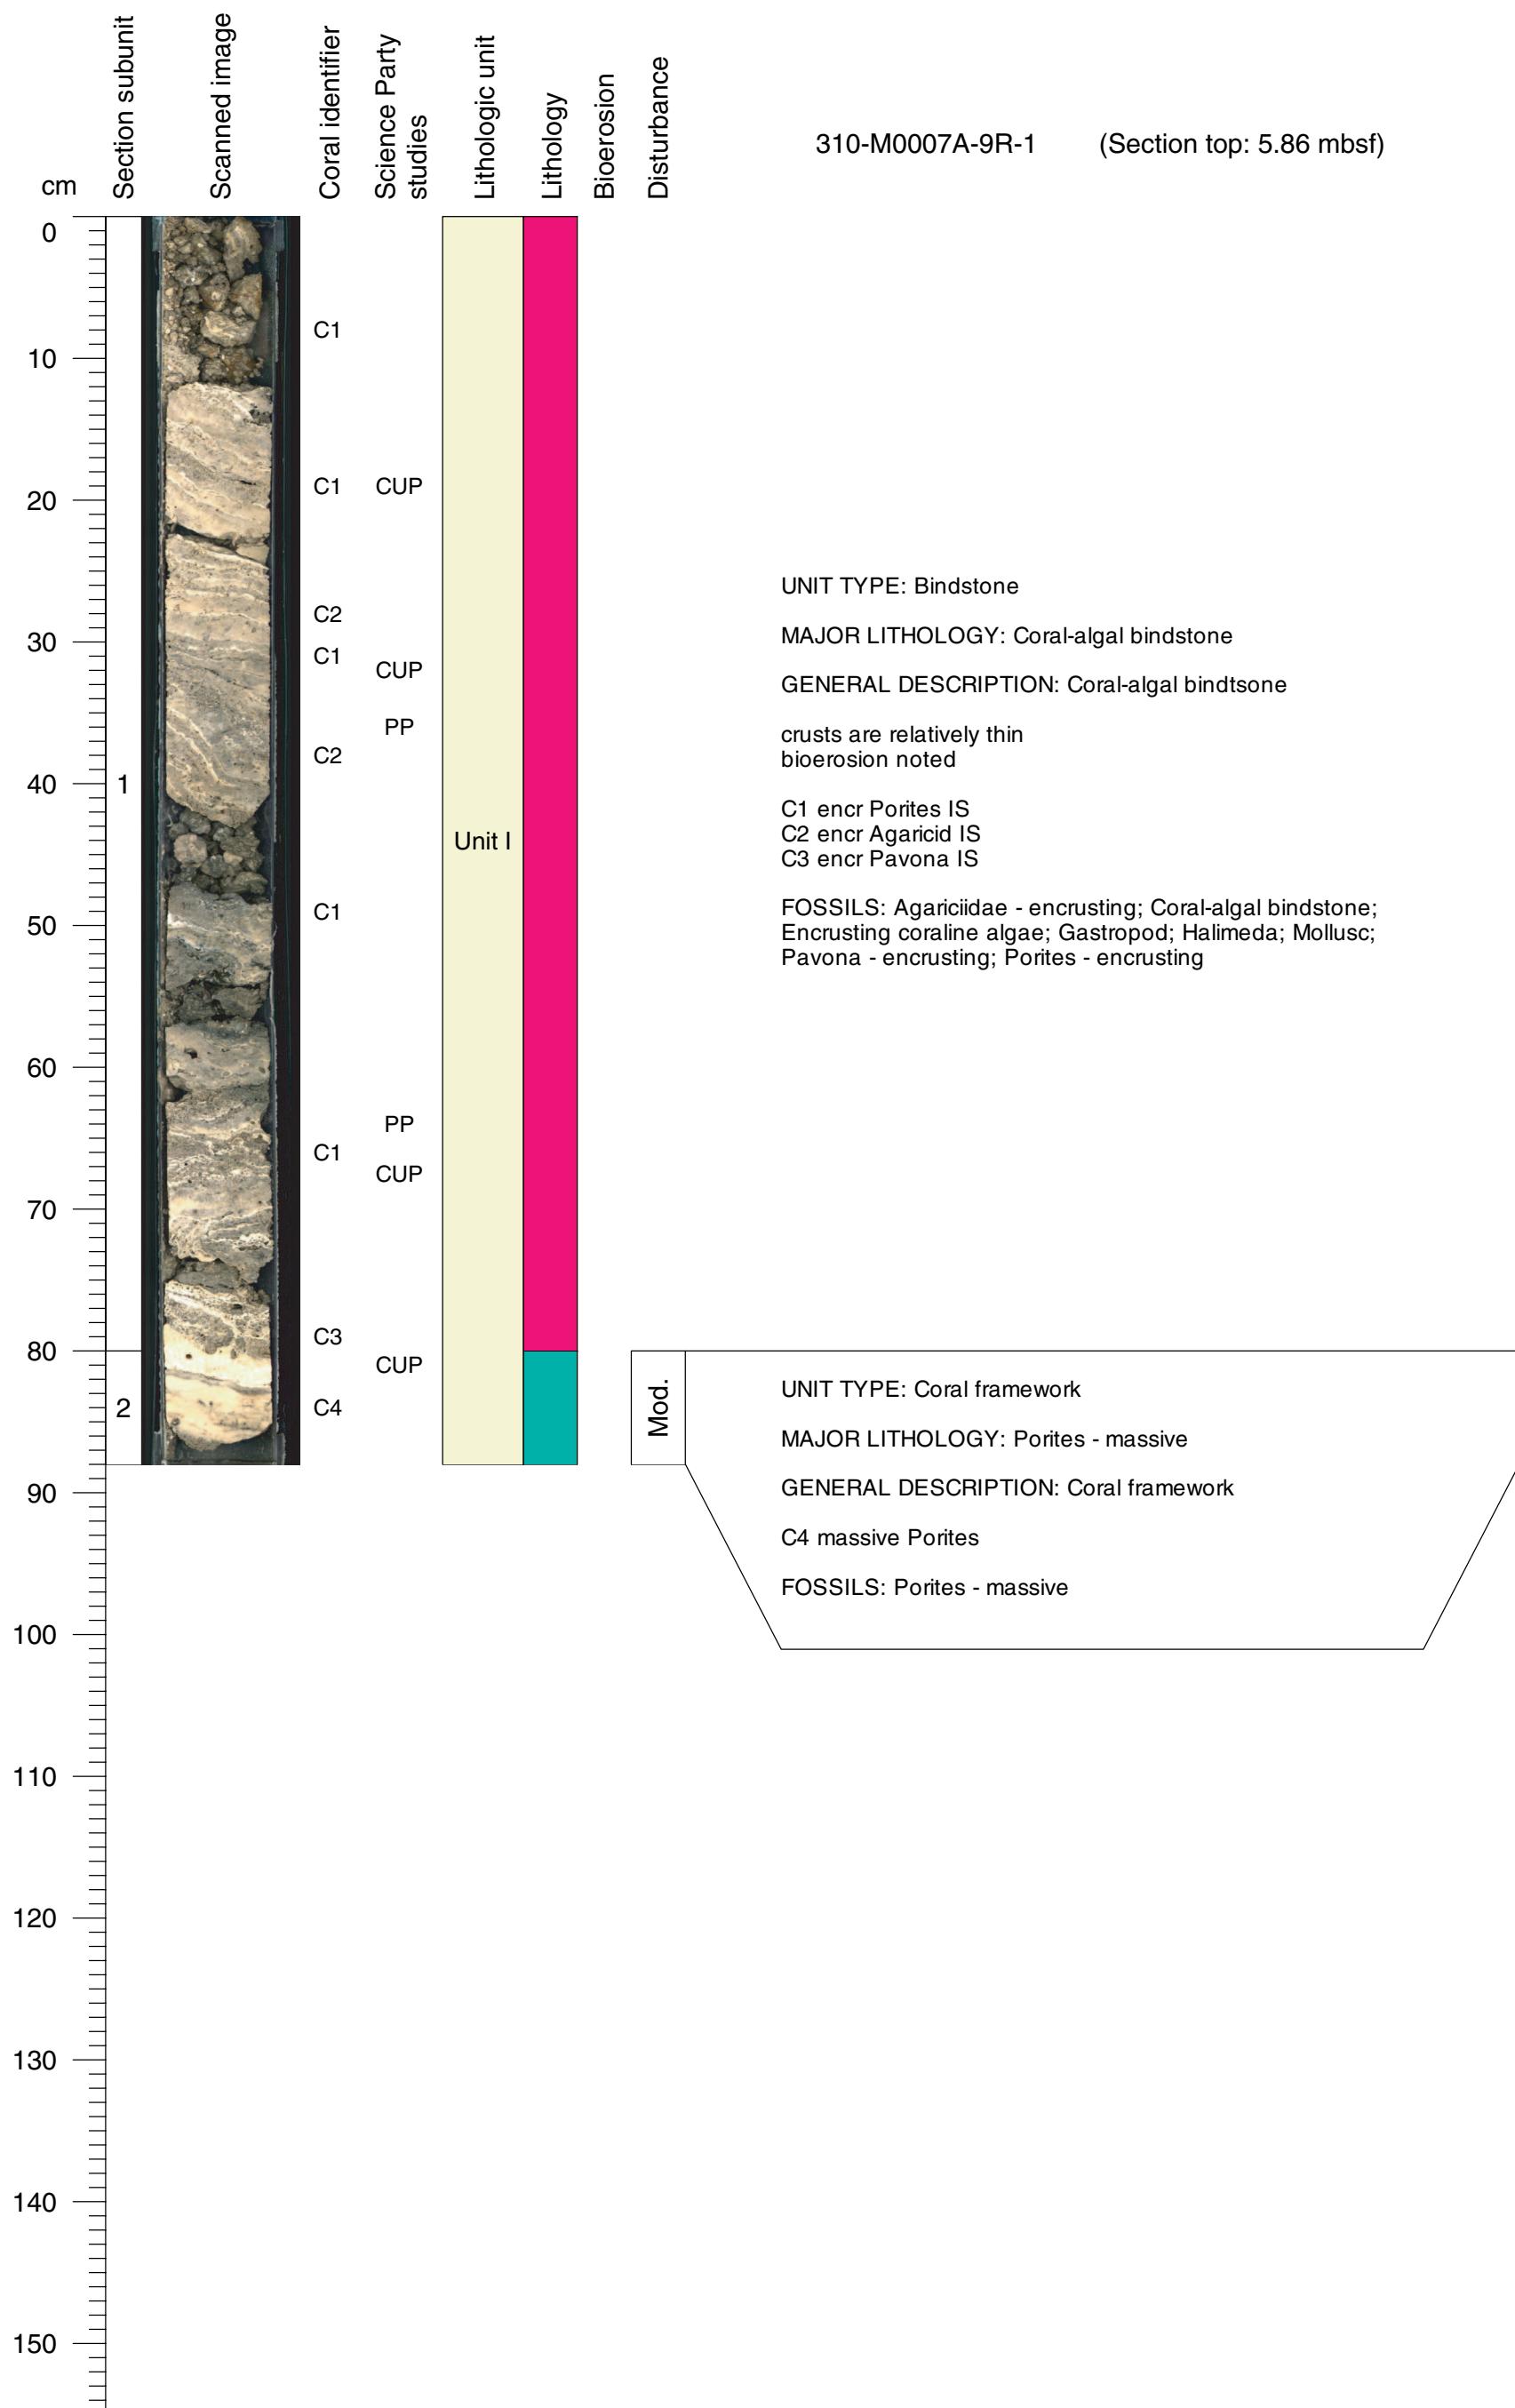 cm
Section subunit
Scanned image
Coral identifier
Science Party
studies
Lithologic unit
Lithology
Bioerosion
Disturbance
310-M0007A-9R-1 (Section top: 5.86 mbsf)
0
C1
10
C1 CUP
20
UNIT TYPE: Bindstone
C2
30
MAJOR LITHOLOGY: Coral-algal bindstone
C1
CUP
GENERAL DESCRIPTION: Coral-algal bindtsone
PP
crusts are relatively thin
C2
bioerosion noted
40
1
C1 encr Porites IS
C2 encr Agaricid IS
Unit I
C3 encr Pavona IS
C1
50
FOSSILS: Agariciidae - encrusting; Coral-algal bindstone;
Encrusting coraline algae; Gastropod; Halimeda; Mollusc;
Pavona - encrusting; Porites - encrusting
60
PP
C1
CUP
70
C3
80
CUP
2
C4
Mod.
UNIT TYPE: Coral framework
MAJOR LITHOLOGY: Porites - massive
90
GENERAL DESCRIPTION: Coral framework
C4 massive Porites
FOSSILS: Porites - massive
100
110
120
130
140
150